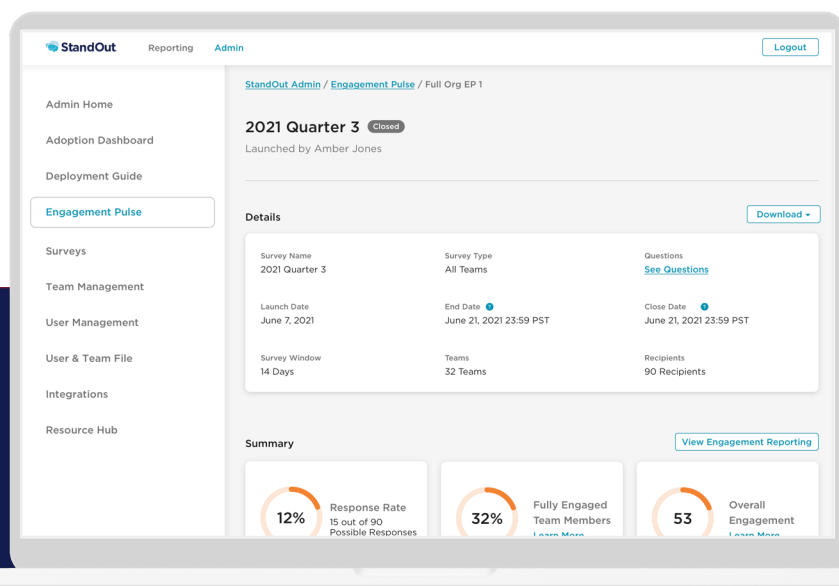 StandOut Reporting Admin Logout
StandOut Admin / Engagement Pulse / Full Org EP 1
Admin Home
Adoption Dashboard
Deployment Guide
Engagement Pulse
Surveys
Team Management
User Management
User & Team File
Integrations
Resource Hub
2021 Quarter 3 Closed
Launched by Amber Jones
Details Download
Survey Name Survey Type Questions
2021 Quarter 3 All Teams See Questions
Launch Date End Date ? Close Date ?
June 7, 2021 June 21, 2021 23:59 PST June 21, 2021 23:59 PST
Survey Window Teams Recipients
14 Days 32 Teams 90 Recipients
Summary View Engagement Reporting
12%
Response Rate
15 out of 90
Possible Responses
32%
Fully Engaged
Team Members
Learn More
53
Overall
Engagement
Learn More